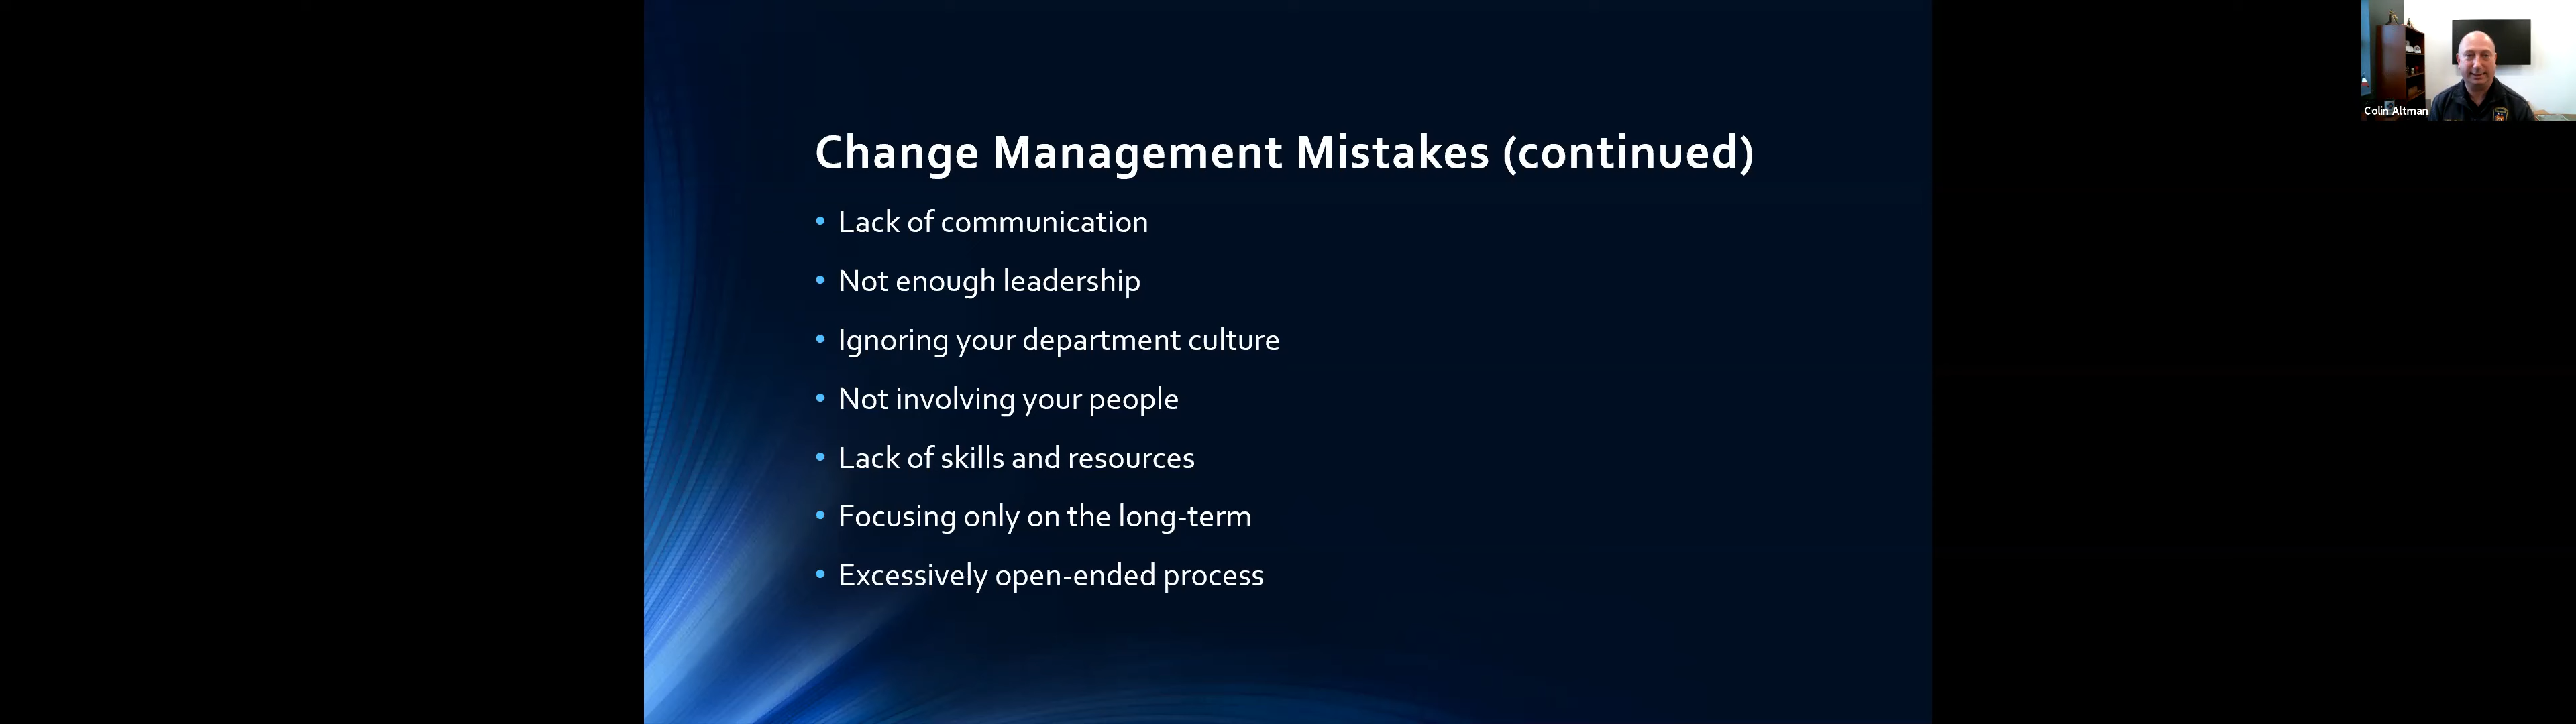 Change Management Mistakes (continued)
• Lack of communication
• Not enough leadership
• Ignoring your department culture
• Not involving your people
• Lack of skills and resources
• Focusing only on the long-term
• Excessively open-ended process
Colin Altman